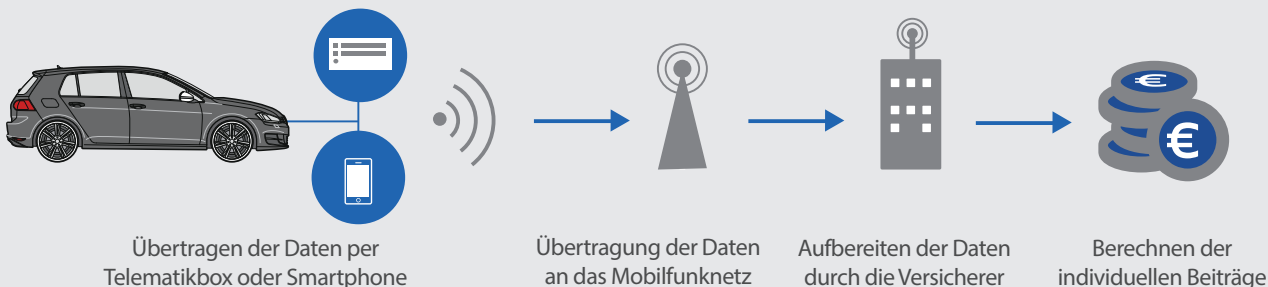 Übertragen der Daten per
Telematikbox oder Smartphone
Übertragung der Daten
an das Mobilfunknetz
Aufbereiten der Daten
durch die Versicherer
Berechnen der
individuellen Beiträge
€
€